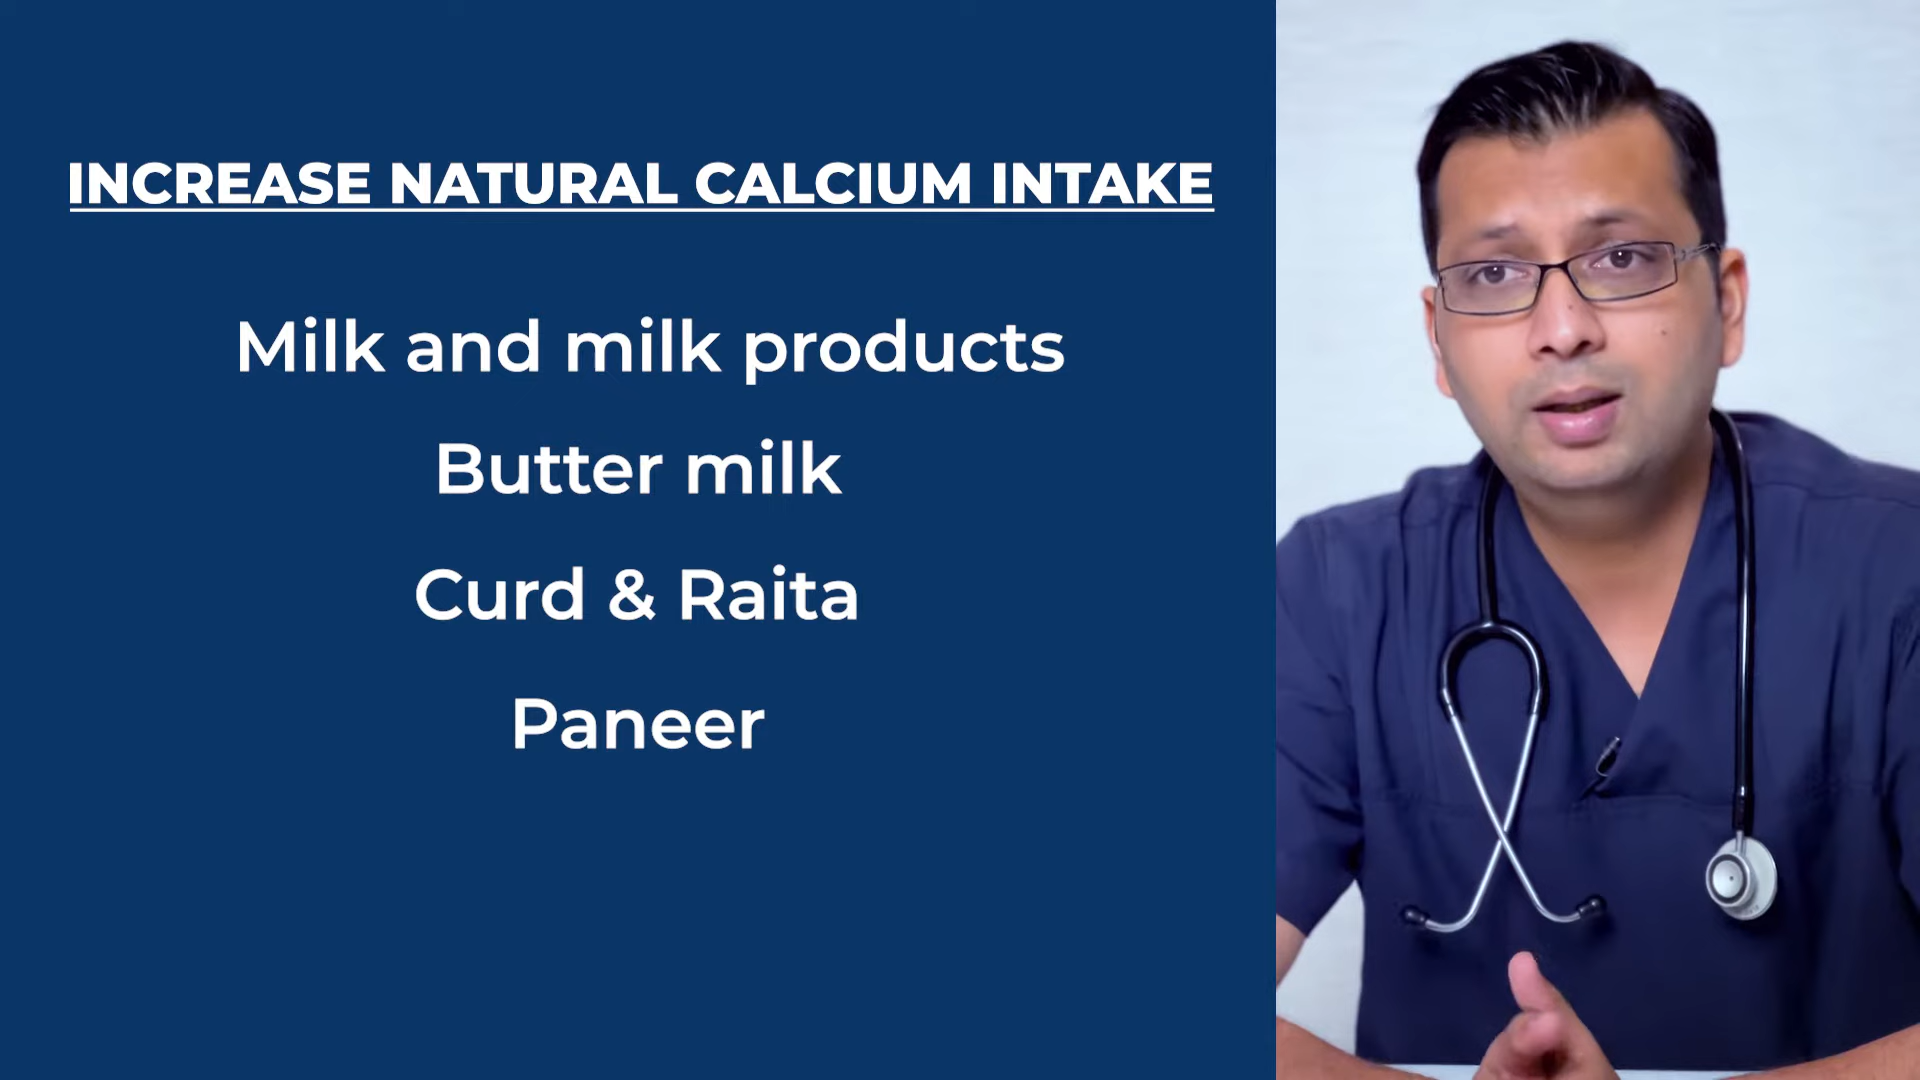 INCREASE NATURAL CALCIUM INTAKE
Milk and milk products
Butter milk
Curd & Raita
Paneer